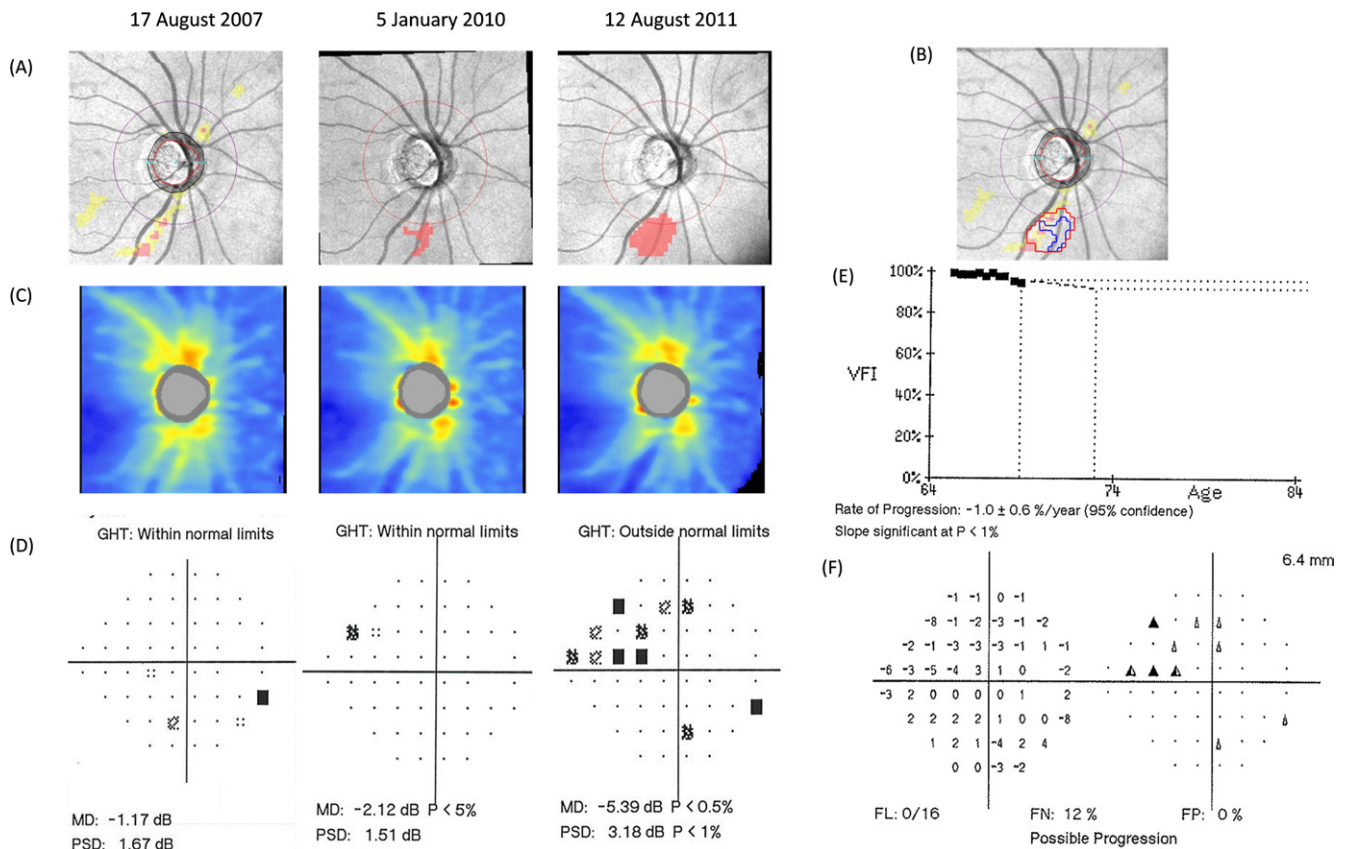 17 August 2007 5 January 2010 12 August 2011
(A) (B)
(C) (E)
100%
80%
VFI 60%
40%
20%
0%
64 74 Age 84
Rate of Progression: -1.0 ± 0.6 %/year (95% confidence)
Slope significant at P < 1%
(D) GHT: Within normal limits GHT: Within normal limits GHT: Outside normal limits
MD: -1.17 dB MD: -2.12 dB P < 5% MD: -5.39 dB P < 0.5%
PSD: 1.67 dB PSD: 1.51 dB PSD: 3.18 dB P < 1%
(F) 6.4 mm
-1 -1 0 -1
-8 -1 -2 -3 -1 -2
-2 -1 -3 -3 -3 -1 1 -1
-6 -3 -5 -4 3 1 0 -2
-3 2 0 0 0 0 1 2
2 2 2 2 1 0 0 -8
1 2 1 -4 2 4
0 0 -3 -2
FL: 0/16 FN: 12 % FP: 0 %
Possible Progression